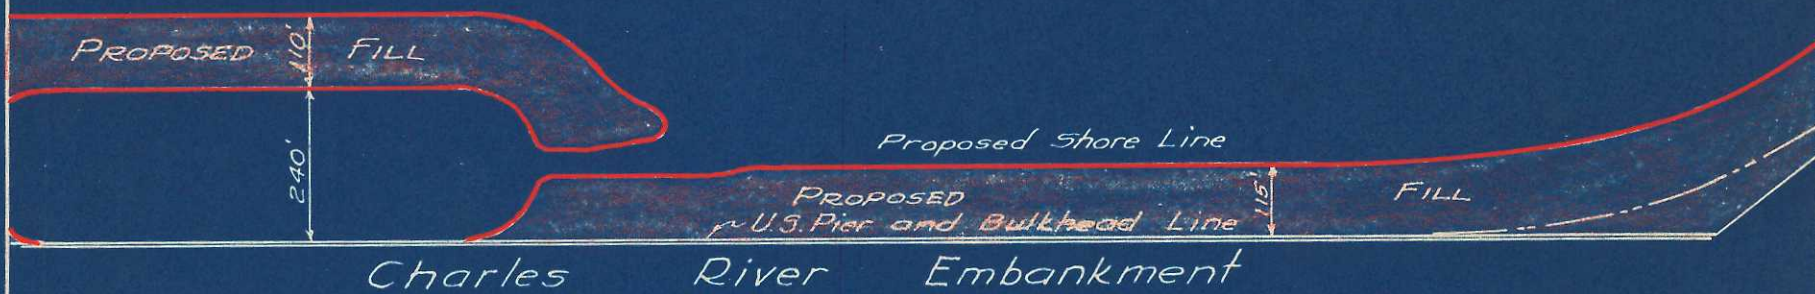 PROPOSED 110' FILL
240'
Proposed Shore Line
PROPOSED 115' FILL
U.S. Pier and Bulkhead Line
Charles River Embankment